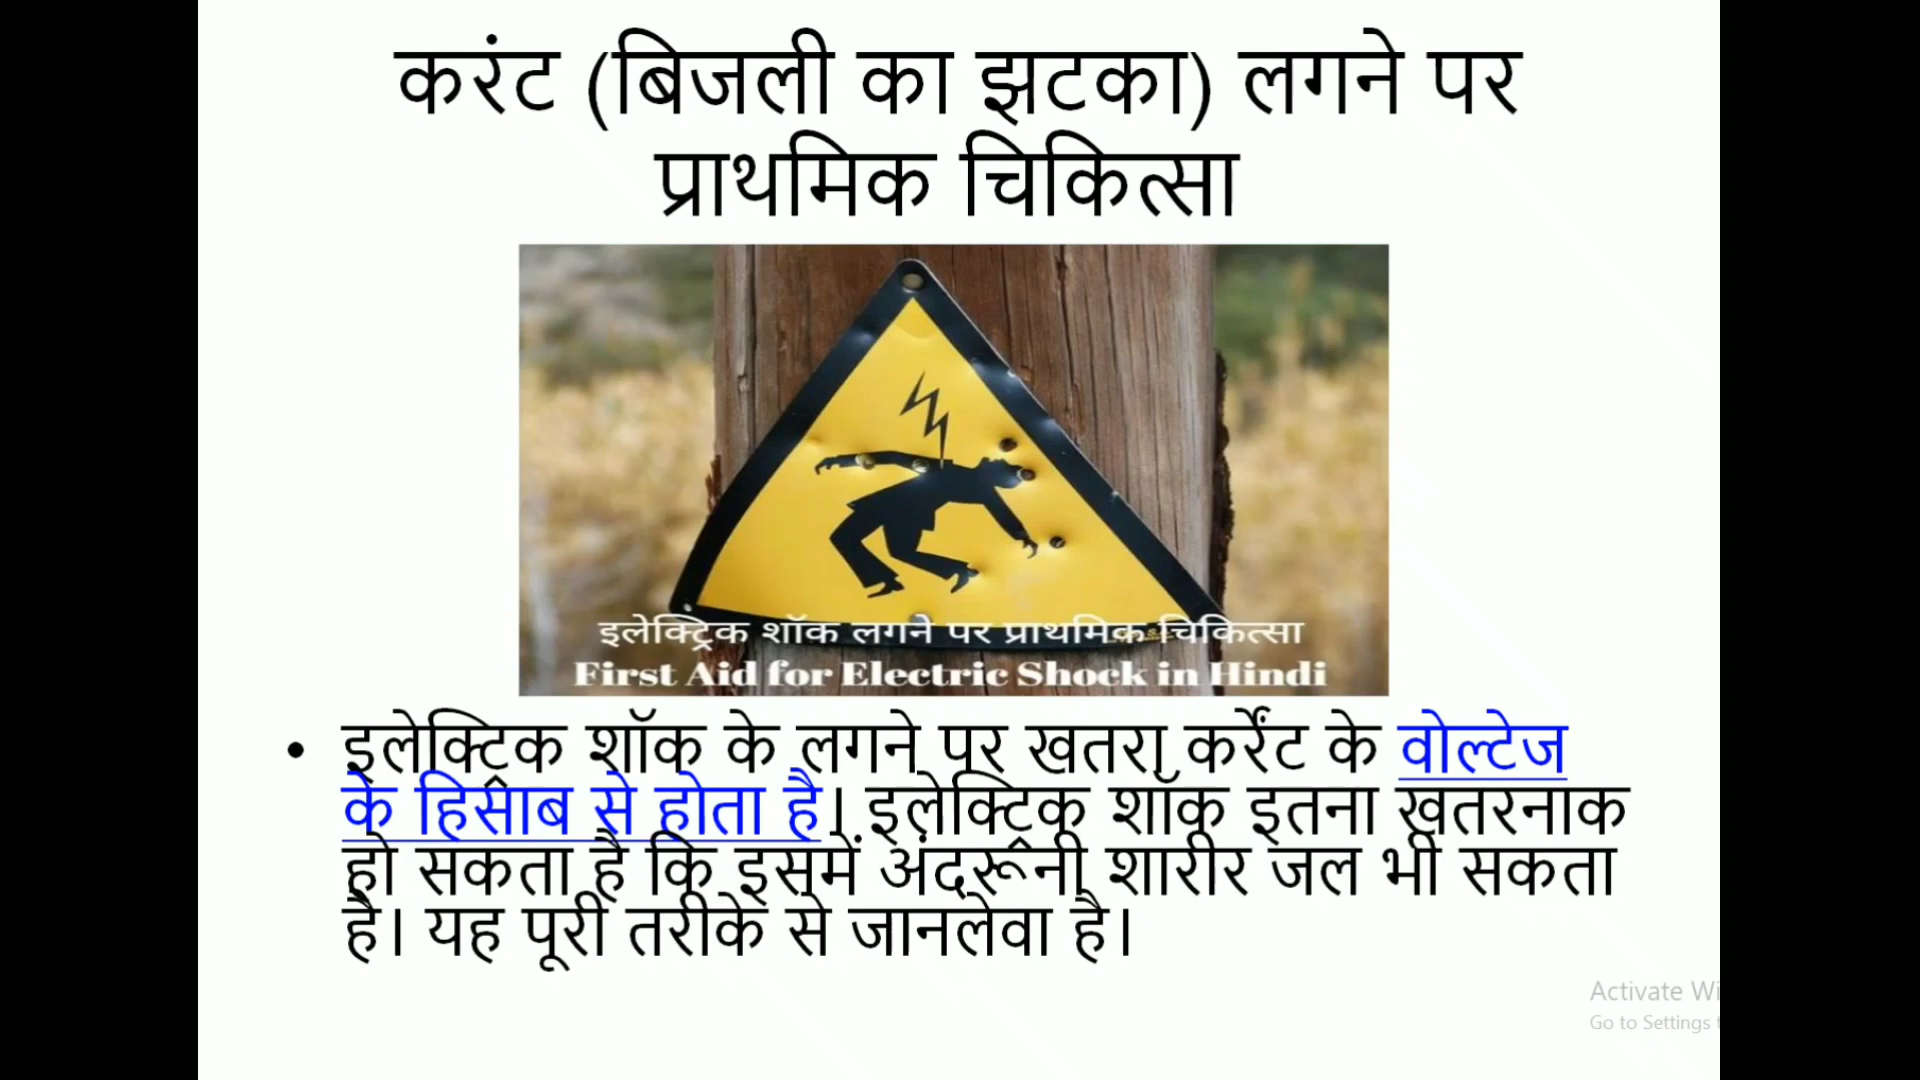 करंट (बिजली का झटका) लगने पर
प्राथमिक चिकित्सा
इलेक्ट्रिक शॉक लगने पर प्राथमिक चिकित्सा
First Aid for Electric Shock in Hindi
• इलेक्ट्रिक शॉक के लगने पर खतरा कर्रेंट के वोल्टेज
के हिसाब से होता है। इलेक्ट्रिक शॉक इतना खतरनाक
हो सकता है कि इसमें अंदरूनी शारीर जल भी सकता
है। यह पूरी तरीके से जानलेवा है।
Activate Wi
Go to Settings t